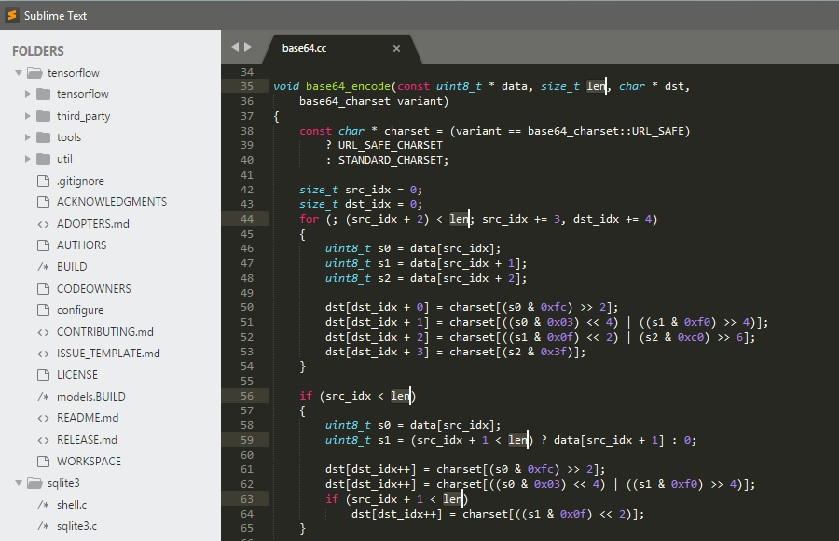 Sublime Text
FOLDERS
tensorflow
tensorflow
third_party
tools
util
.gitignore
ACKNOWLEDGMENTS
<> ADOPTERS.md
AUTHORS
/* BUILD
CODEOWNERS
configure
<> CONTRIBUTING.md
<> ISSUE_TEMPLATE.md
LICENSE
/* models.BUILD
<> README.md
<> RELEASE.md
WORKSPACE
sqlite3
/* shell.c
/* sqlite3.c
base64.cc ×
34
35 void base64_encode(const uint8_t * data, size_t len, char * dst,
36     base64_charset variant)
37 {
38     const char * charset = (variant == base64_charset::URL_SAFE)
39         ? URL_SAFE_CHARSET
40         : STANDARD_CHARSET;
41
42     size_t src_idx = 0;
43     size_t dst_idx = 0;
44     for (; (src_idx + 2) < len; src_idx += 3, dst_idx += 4)
45     {
46         uint8_t s0 = data[src_idx];
47         uint8_t s1 = data[src_idx + 1];
48         uint8_t s2 = data[src_idx + 2];
49
50         dst[dst_idx + 0] = charset[(s0 & 0xfc) >> 2];
51         dst[dst_idx + 1] = charset[((s0 & 0x03) << 4) | ((s1 & 0xf0) >> 4)];
52         dst[dst_idx + 2] = charset[((s1 & 0x0f) << 2) | (s2 & 0xc0) >> 6];
53         dst[dst_idx + 3] = charset[(s2 & 0x3f)];
54     }
55
56     if (src_idx < len)
57     {
58         uint8_t s0 = data[src_idx];
59         uint8_t s1 = (src_idx + 1 < len) ? data[src_idx + 1] : 0;
60
61         dst[dst_idx++] = charset[(s0 & 0xfc) >> 2];
62         dst[dst_idx++] = charset[((s0 & 0x03) << 4) | ((s1 & 0xf0) >> 4)];
63         if (src_idx + 1 < len)
64             dst[dst_idx++] = charset[((s1 & 0x0f) << 2)];
65     }